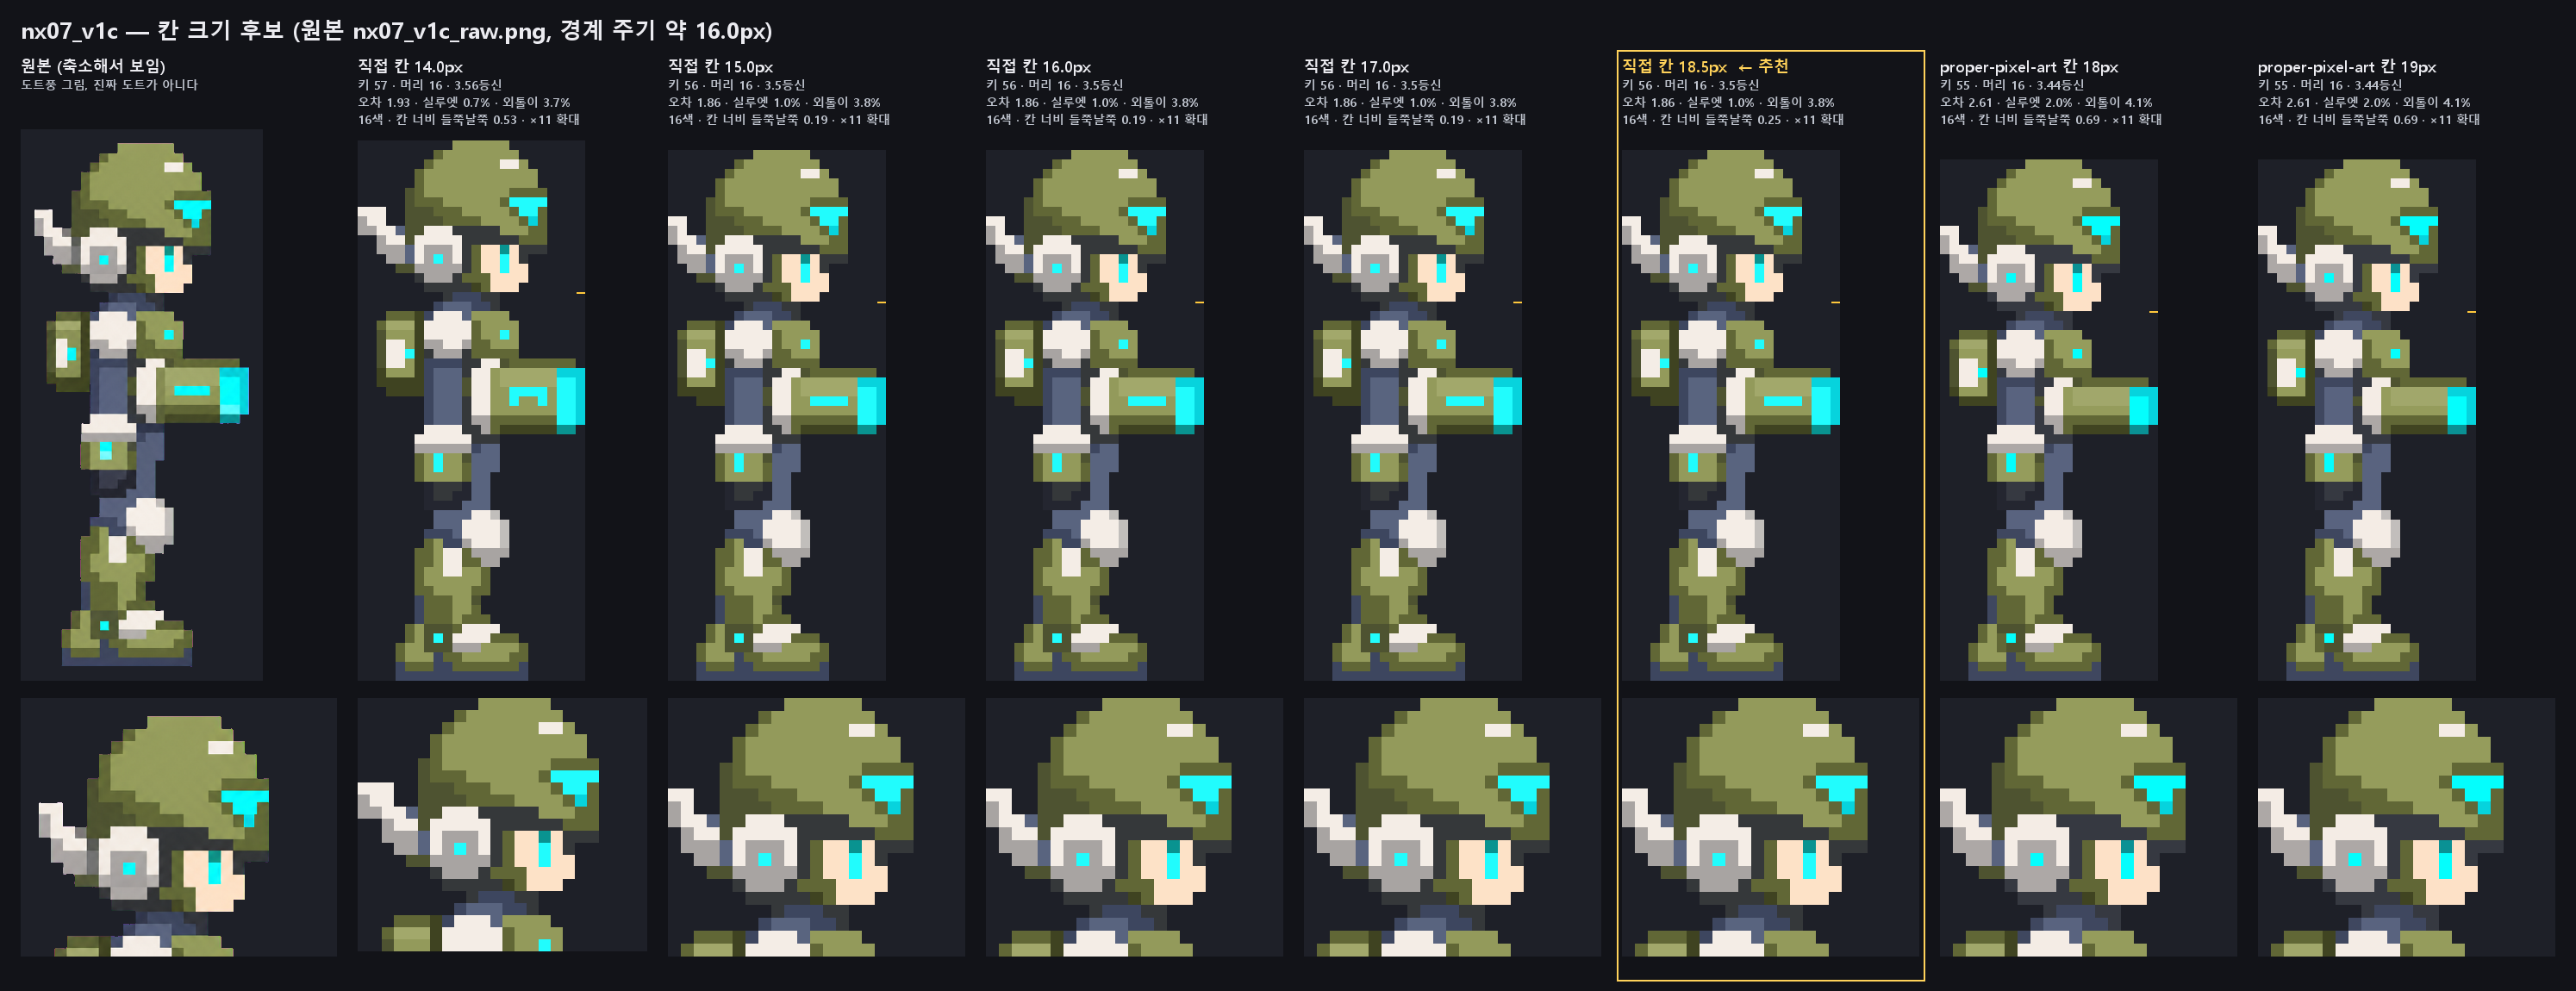 nx07_v1c — 칸 크기 후보 (원본 nx07_v1c_raw.png, 경계 주기 약 16.0px)
원본 (축소해서 보임)
도트풍 그림, 진짜 도트가 아니다
직접 칸 14.0px
키 57 · 머리 16 · 3.56등신
오차 1.93 · 실루엣 0.7% · 외톨이 3.7%
16색 · 칸 너비 들쭉날쭉 0.53 · ×11 확대
직접 칸 15.0px
키 56 · 머리 16 · 3.5등신
오차 1.86 · 실루엣 1.0% · 외톨이 3.8%
16색 · 칸 너비 들쭉날쭉 0.19 · ×11 확대
직접 칸 16.0px
키 56 · 머리 16 · 3.5등신
오차 1.86 · 실루엣 1.0% · 외톨이 3.8%
16색 · 칸 너비 들쭉날쭉 0.19 · ×11 확대
직접 칸 17.0px
키 56 · 머리 16 · 3.5등신
오차 1.86 · 실루엣 1.0% · 외톨이 3.8%
16색 · 칸 너비 들쭉날쭉 0.19 · ×11 확대
직접 칸 18.5px ← 추천
키 56 · 머리 16 · 3.5등신
오차 1.86 · 실루엣 1.0% · 외톨이 3.8%
16색 · 칸 너비 들쭉날쭉 0.25 · ×11 확대
proper-pixel-art 칸 18px
키 55 · 머리 16 · 3.44등신
오차 2.61 · 실루엣 2.0% · 외톨이 4.1%
16색 · 칸 너비 들쭉날쭉 0.69 · ×11 확대
proper-pixel-art 칸 19px
키 55 · 머리 16 · 3.44등신
오차 2.61 · 실루엣 2.0% · 외톨이 4.1%
16색 · 칸 너비 들쭉날쭉 0.69 · ×11 확대